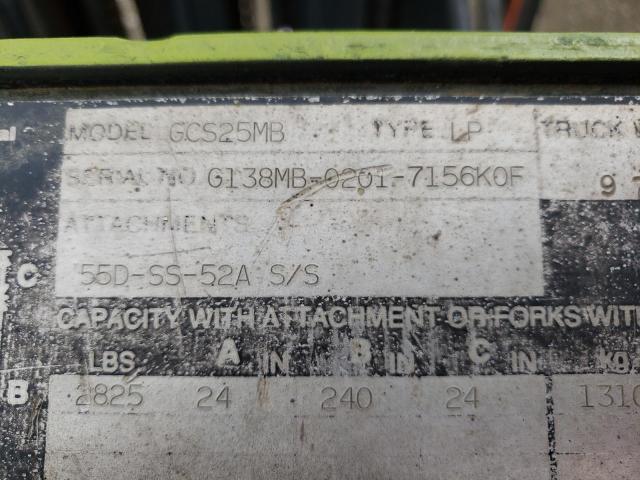 MODEL GCS25MB TYPE LP TRUCK W
SERIAL NO G138MB-0201-7156K0F 9
ATTACHMENTS
C 55D-SS-52A S/S
CAPACITY WITH ATTACHMENT OR FORKS WITH
LBS. A IN B IN C IN KG.
B 2825 24 240 24 1310